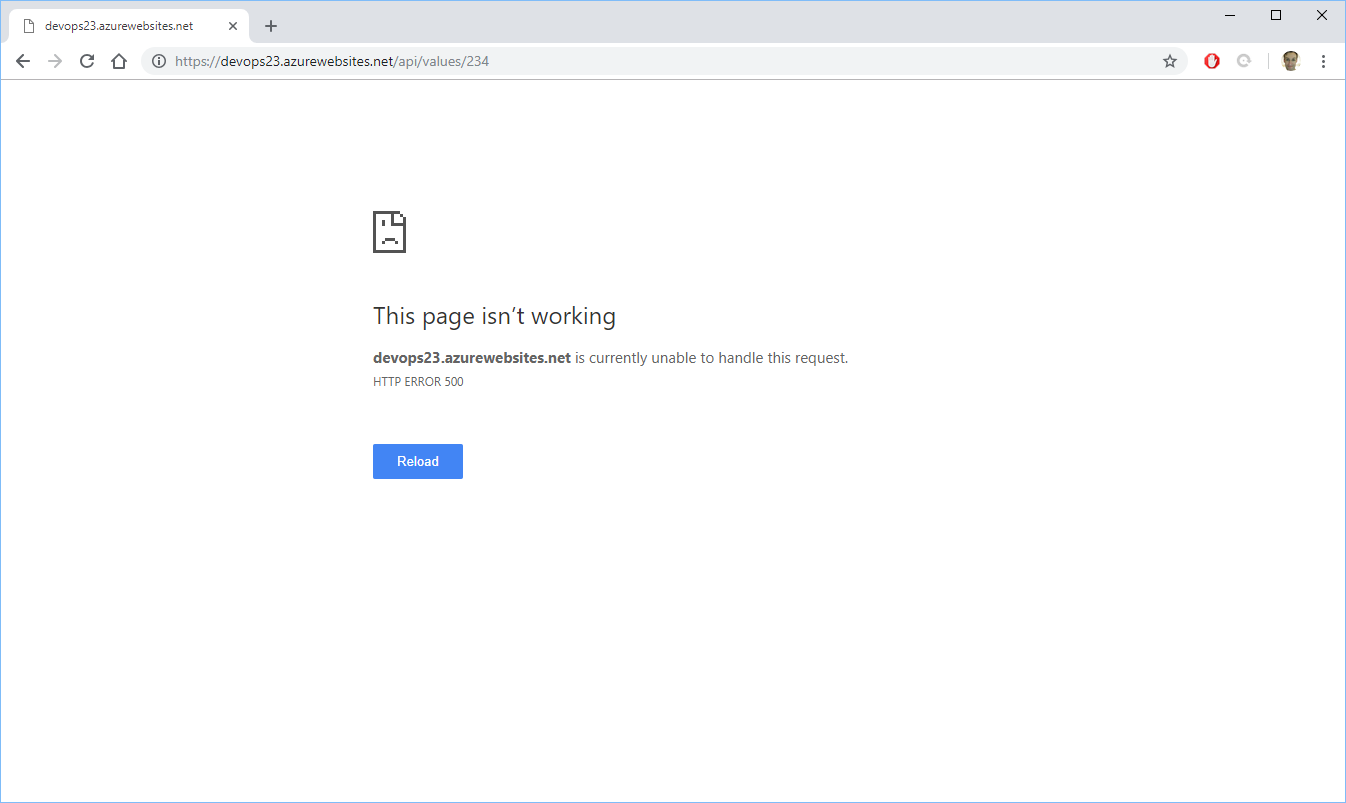 devops23.azurewebsites.net
https://devops23.azurewebsites.net/api/values/234
This page isn’t working
devops23.azurewebsites.net is currently unable to handle this request.
HTTP ERROR 500
Reload